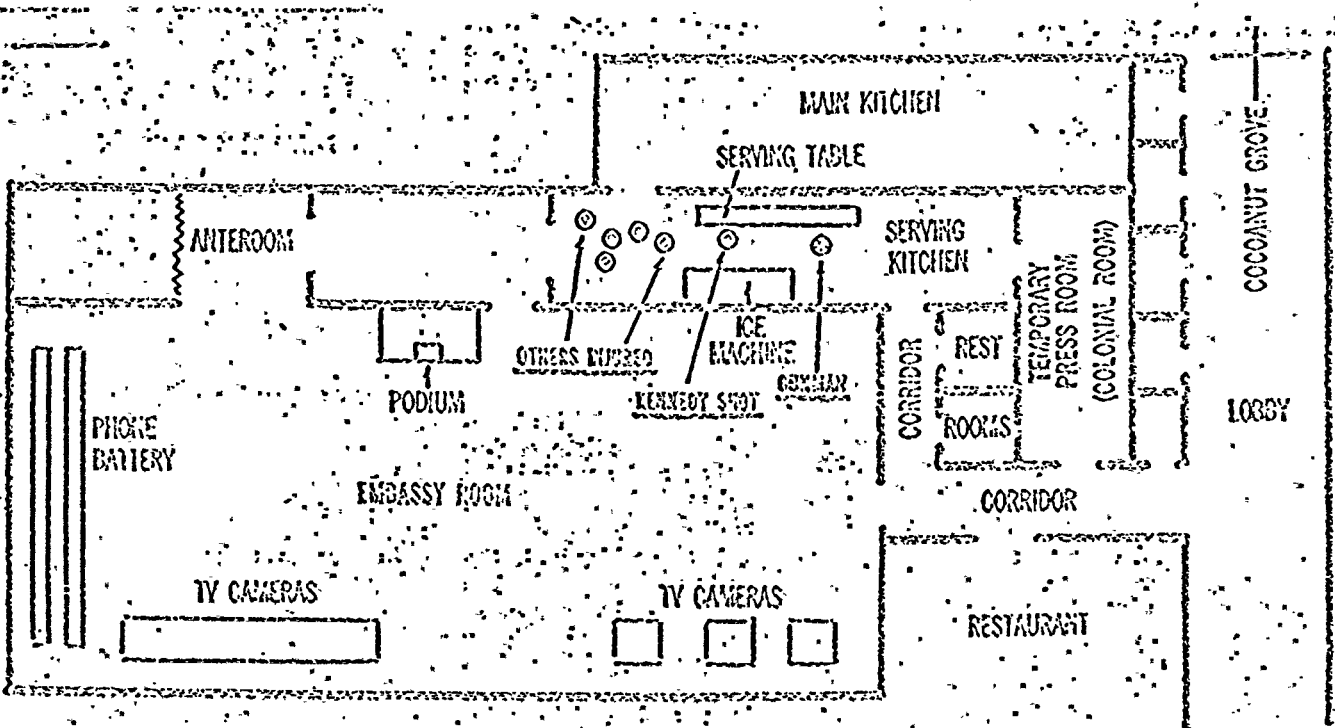 MAIN KITCHEN
SERVING TABLE
COCOANUT GROVE
ANTEROOM
SERVING
KITCHEN
TEMPORARY
PRESS ROOM
(COLONIAL ROOM)
OTHERS INJURED
ICE
MACHINE
REST
ROOMS
KENNEDY SHOT
GUNMAN
CORRIDOR
PODIUM
LOBBY
PHONE
BATTERY
EMBASSY ROOM
CORRIDOR
TV CAMERAS
TV CAMERAS
RESTAURANT